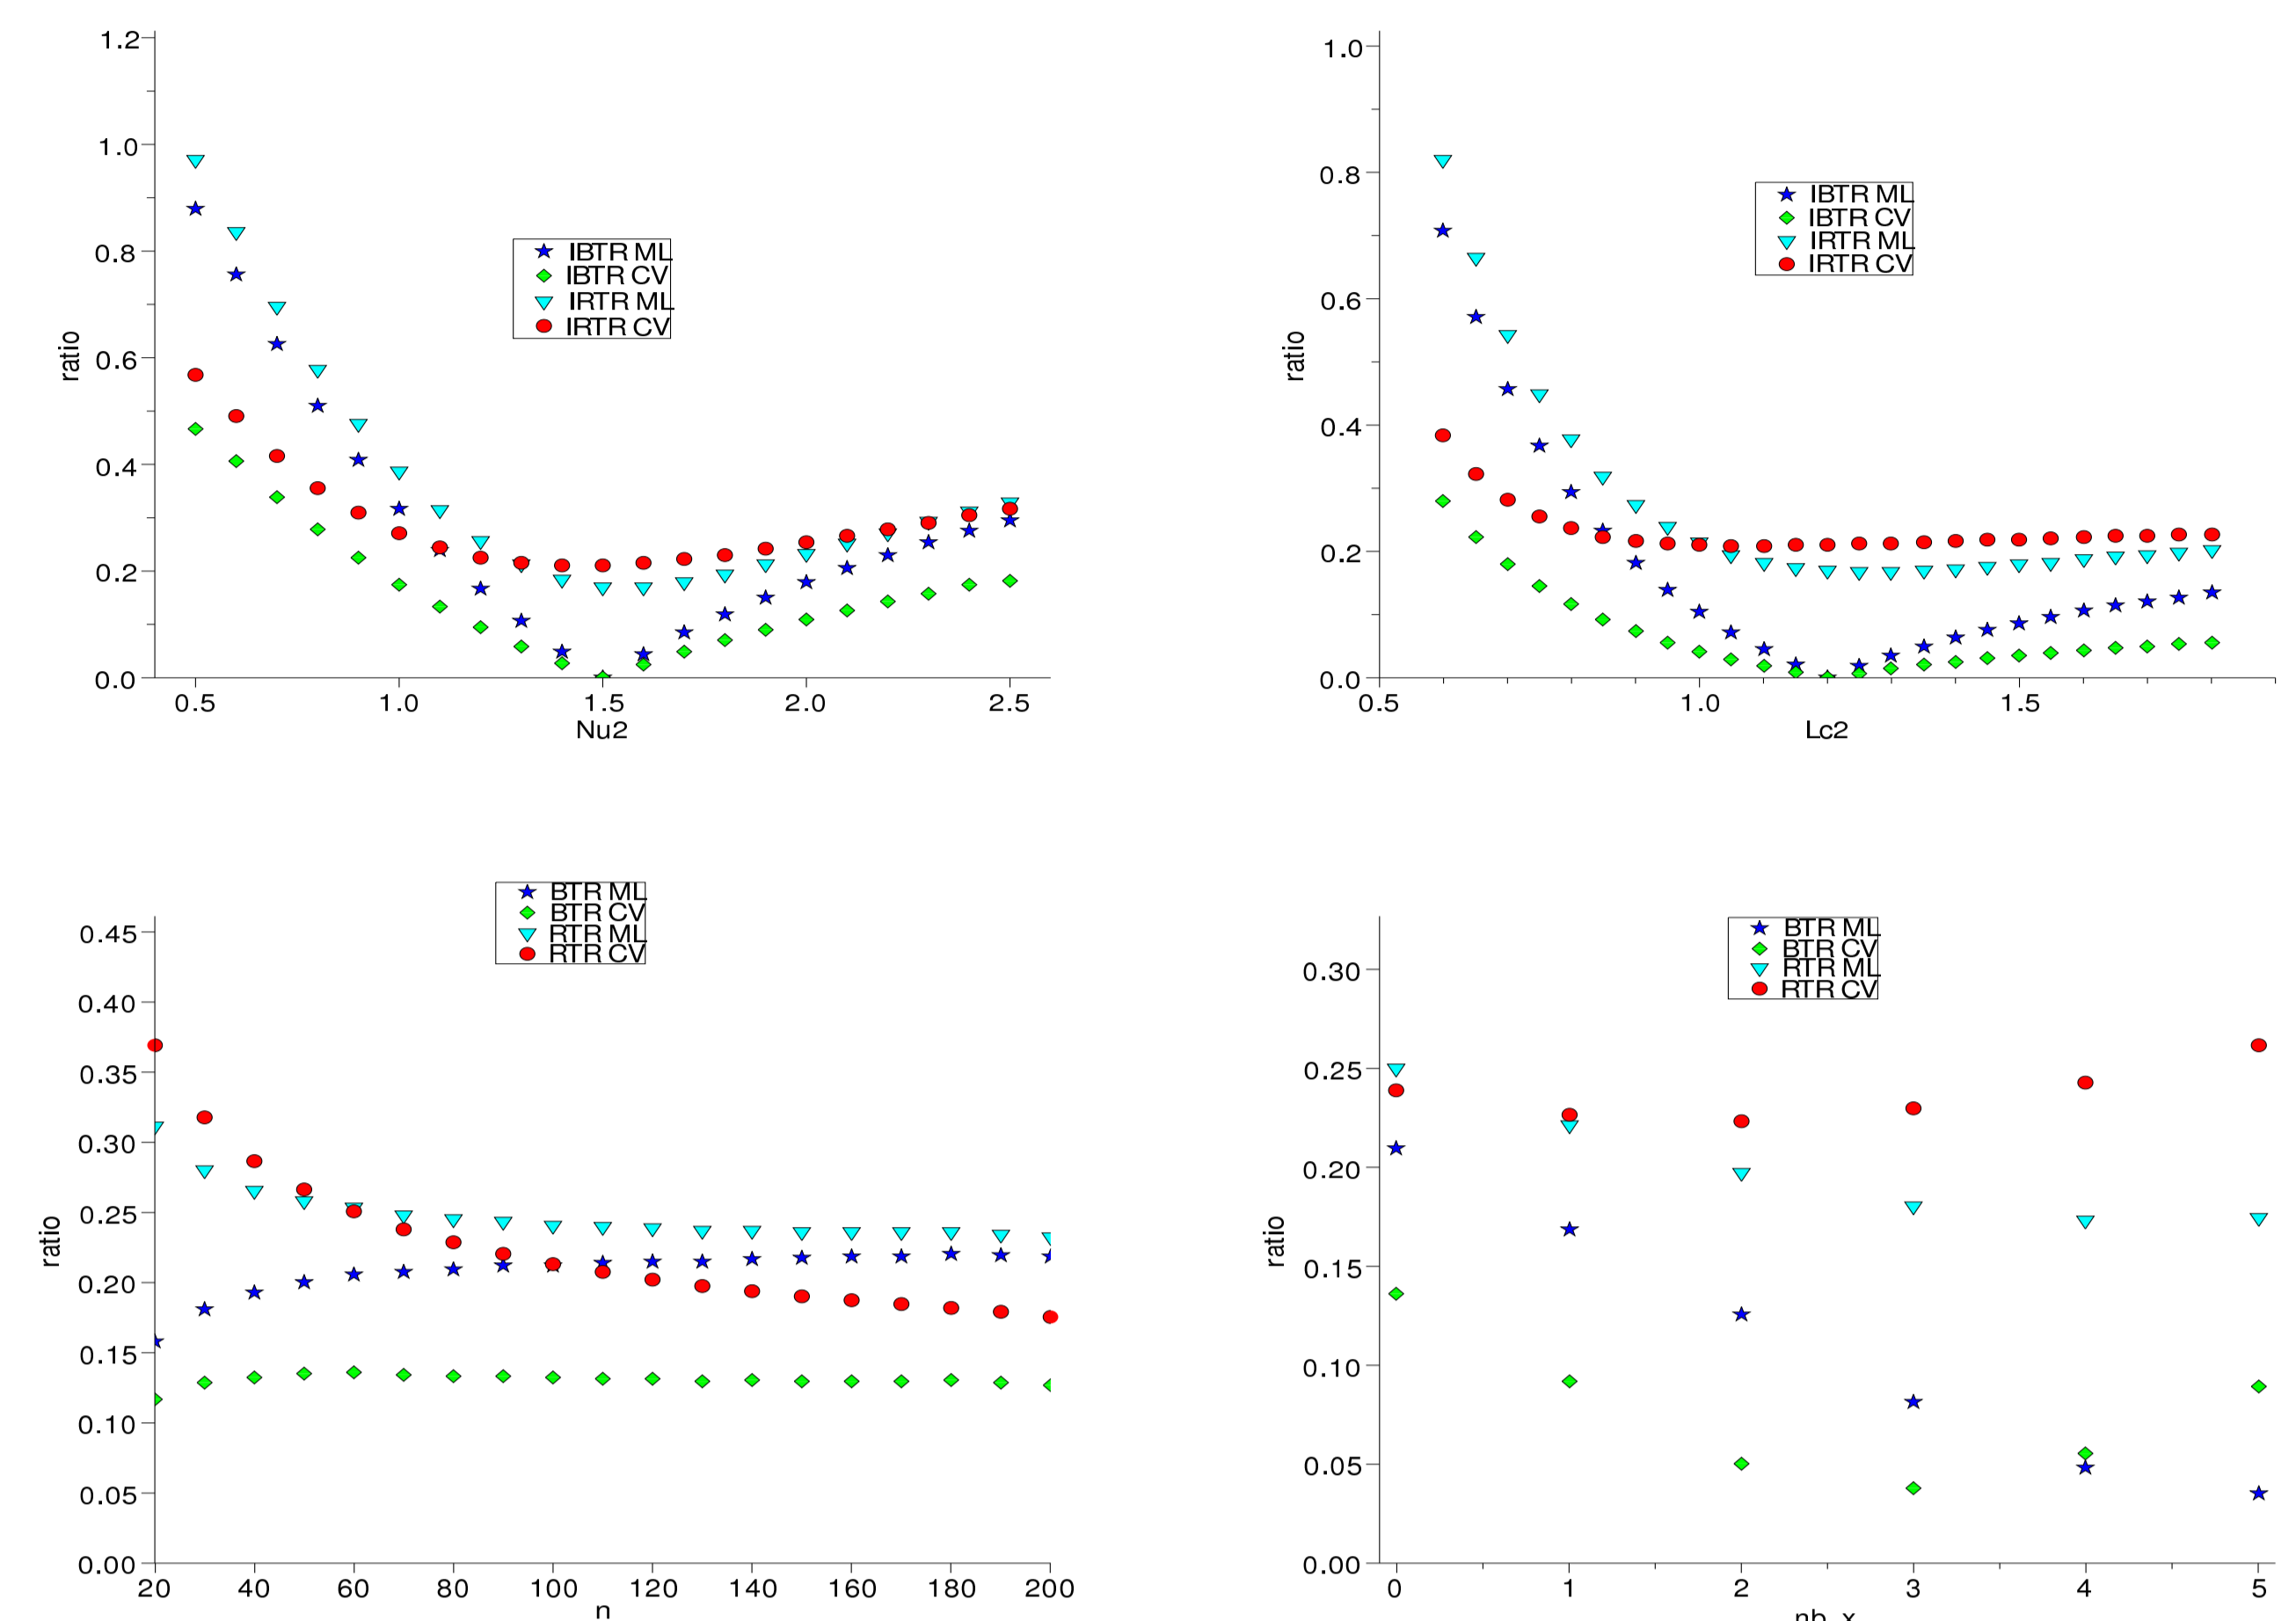 1.2
1.0
0.8
0.6
0.4
0.2
0.0
ratio
IBTR ML
IBTR CV
IRTR ML
IRTR CV
0.5 1.0 1.5 2.0 2.5
Nu2
1.0
0.8
0.6
0.4
0.2
0.0
ratio
IBTR ML
IBTR CV
IRTR ML
IRTR CV
0.5 1.0 1.5
Lc2
BTR ML
BTR CV
RTR ML
RTR CV
0.45
0.40
0.35
0.30
0.25
0.20
0.15
0.10
0.05
0.00
ratio
20 40 60 80 100 120 140 160 180 200
n
BTR ML
BTR CV
RTR ML
RTR CV
0.30
0.25
0.20
0.15
0.10
0.05
0.00
ratio
0 1 2 3 4 5
nb x